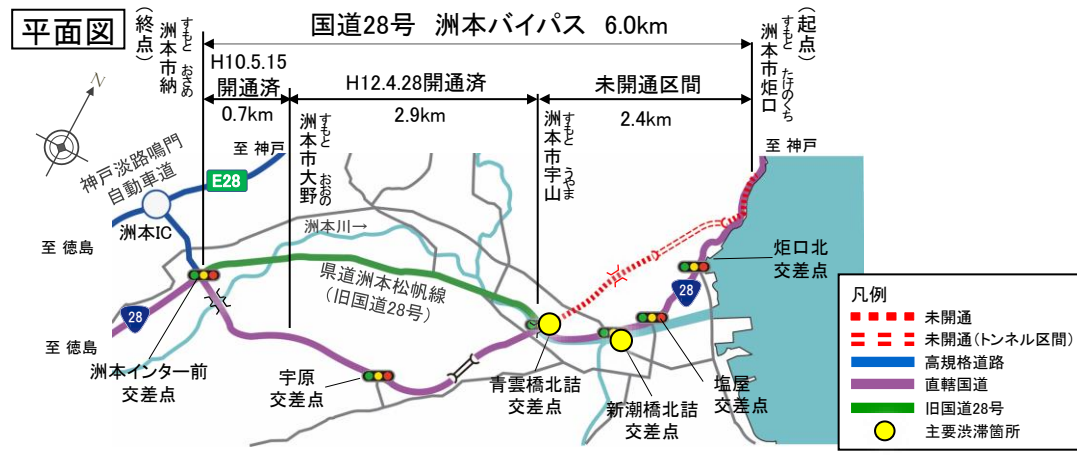 平面図
国道28号 洲本バイパス 6.0km
(終点)
洲本市納
すもと おさめ
(起点)
洲本市炬口
すもと たけのくち
H10.5.15
開通済
0.7km
H12.4.28開通済
2.9km
未開通区間
2.4km
洲本市大野
すもと おおの
洲本市宇山
すもと うやま
N
至 神戸
至 神戸
神戸淡路鳴門
自動車道
E28
洲本IC
至 徳島
洲本川→
県道洲本松帆線
(旧国道28号)
28
至 徳島
洲本インター前
交差点
宇原
交差点
青雲橋北詰
交差点
新潮橋北詰
交差点
塩屋
交差点
28
炬口北
交差点
凡例
未開通
未開通(トンネル区間)
高規格道路
直轄国道
旧国道28号
主要渋滞箇所